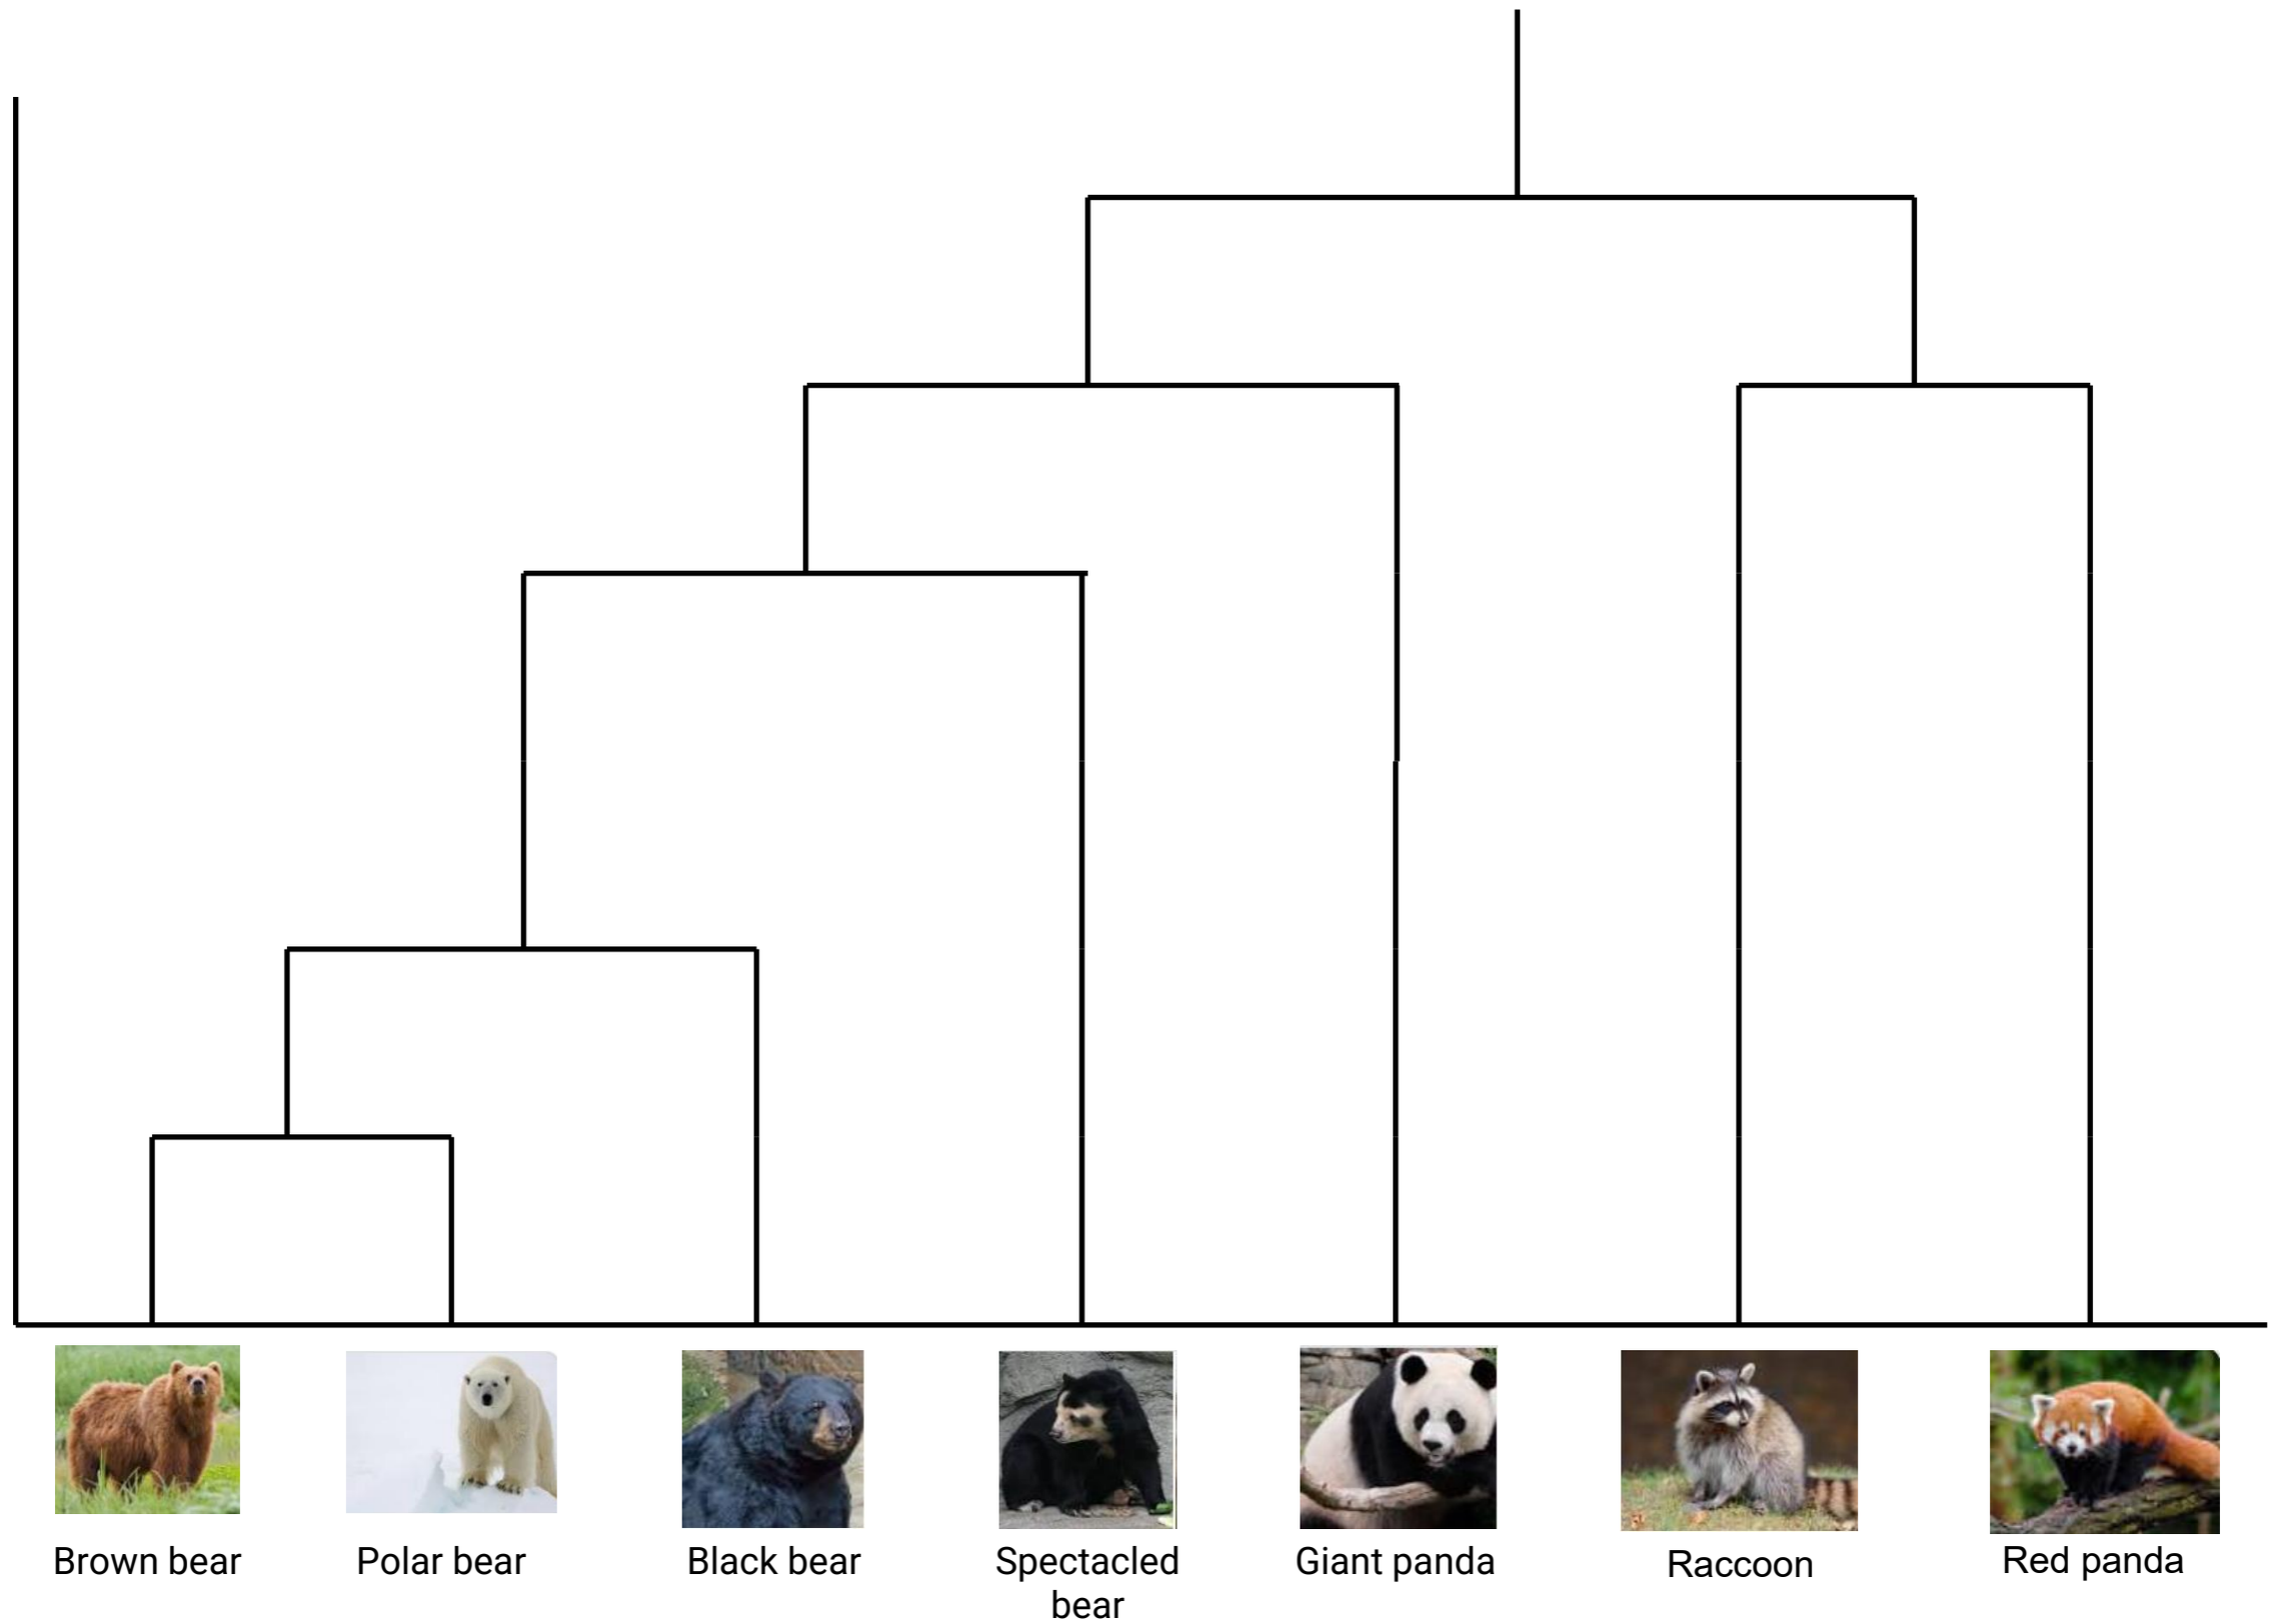 Brown bear
Polar bear
Black bear
Spectacled
bear
Giant panda
Raccoon
Red panda